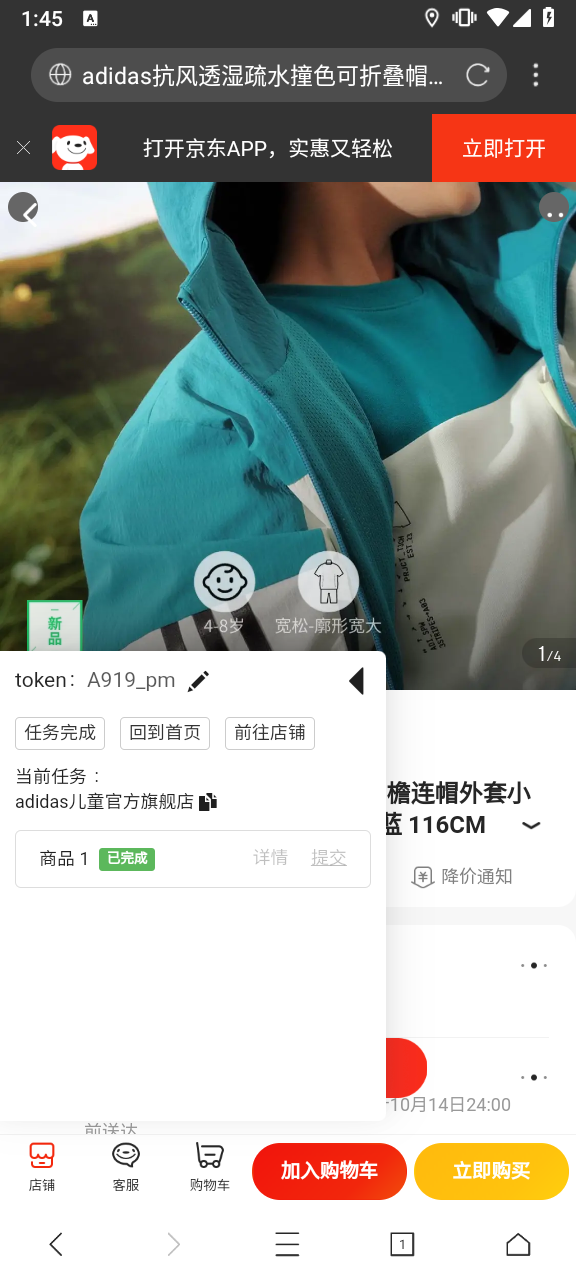 1:45
A
adidas抗风透湿疏水撞色可折叠帽...
打开京东APP，实惠又轻松
立即打开
4-8岁
宽松-廓形宽大
新品
1/4
token：A919_pm
任务完成
回到首页
前往店铺
当前任务：
adidas儿童官方旗舰店
檐连帽外套小
蓝 116CM
商品 1
已完成
详情
提交
降价通知
10月14日24:00
前送达
店铺
客服
购物车
加入购物车
立即购买
1